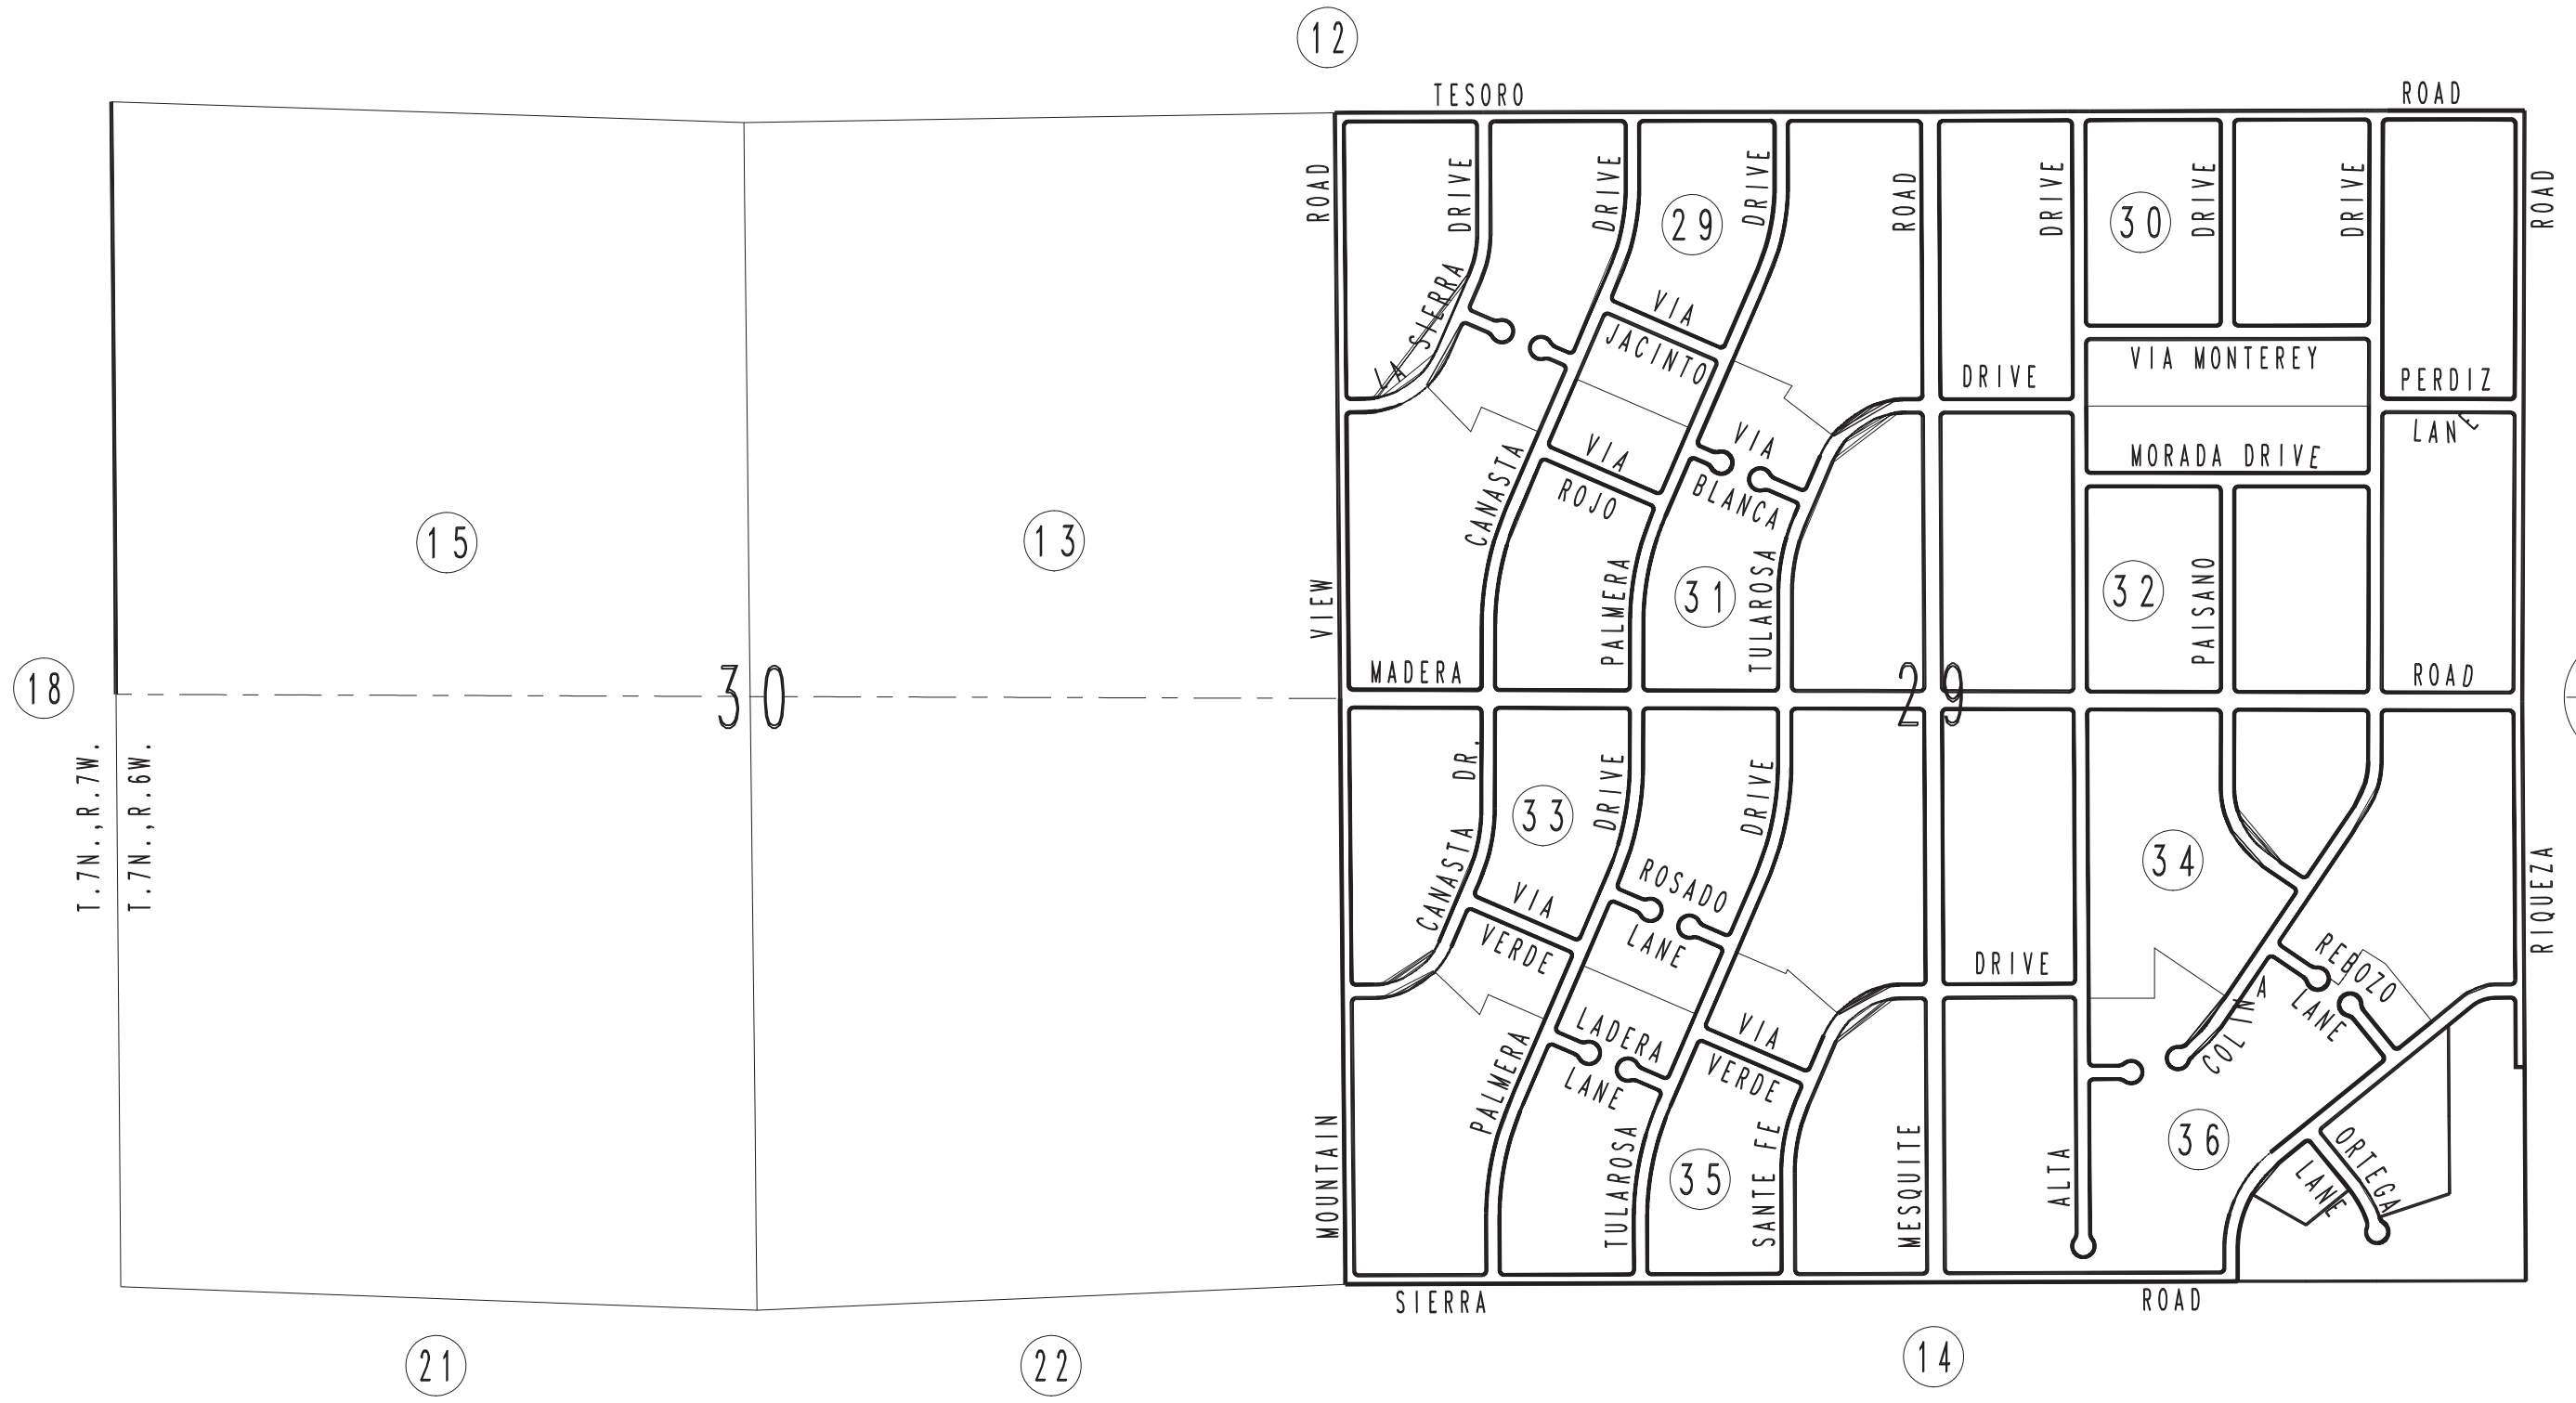 12
TESORO ROAD
ROAD
DRIVE
DRIVE
DRIVE
ROAD
DRIVE
DRIVE
DRIVE
ROAD
29
30
LA SIERRA
VIA
JACINTO
VIA MONTEREY
DRIVE
PERDIZ
LANE
MORADA DRIVE
VIA
BLANCA
VIA
ROJO
CANASTA
15
13
VIEW
PALMERA
31
TULAROSA
32
PAISANO
MADERA ROAD
18
30
29
T.7N.,R.7W.
T.7N.,R.6W.
CANASTA DR.
33
DRIVE
DRIVE
34
RIQUEZA
VIA
VERDE
ROSADO
LANE
DRIVE
REBOZO
LANE
COLINA
LADERA
LANE
VIA
VERDE
PALMERA
MOUNTAIN
TULAROSA
35
SANTE FE
MESQUITE
ALTA
36
ORTEGA
LANE
SIERRA ROAD
21
22
14